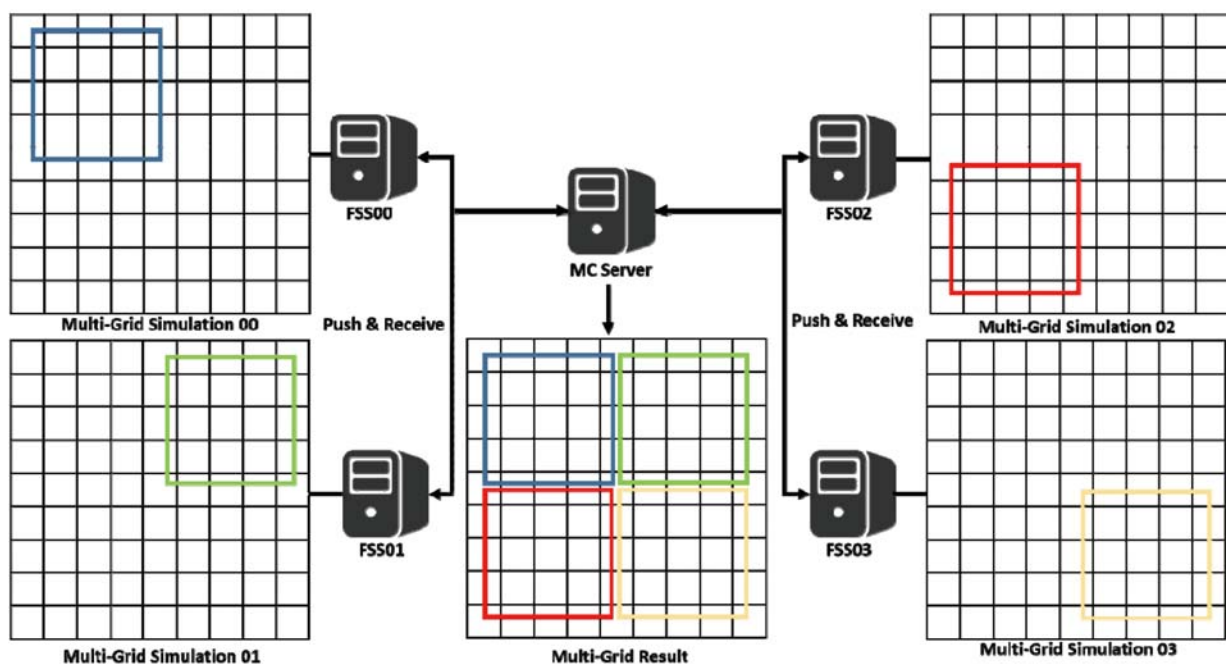 FSS00
FSS02
MC Server
Multi-Grid Simulation 00
Push & Receive
Push & Receive
Multi-Grid Simulation 02
FSS01
FSS03
Multi-Grid Simulation 01
Multi-Grid Result
Multi-Grid Simulation 03